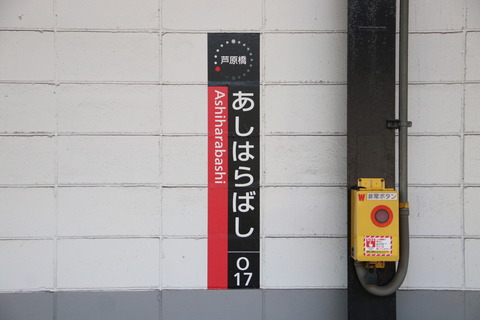 芦原橋
あしはらばし
Ashiharabashi
O
17
非常ボタン